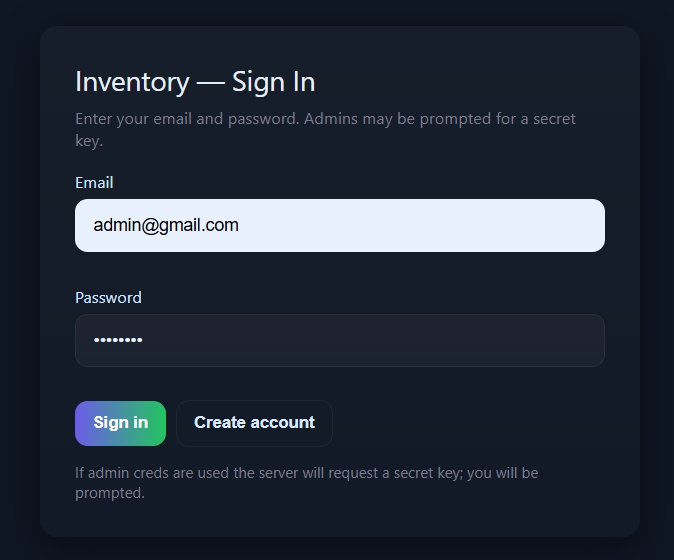 Inventory — Sign In
Enter your email and password. Admins may be prompted for a secret
key.
Email
admin@gmail.com
Password
••••••••
Sign in
Create account
If admin creds are used the server will request a secret key; you will be
prompted.